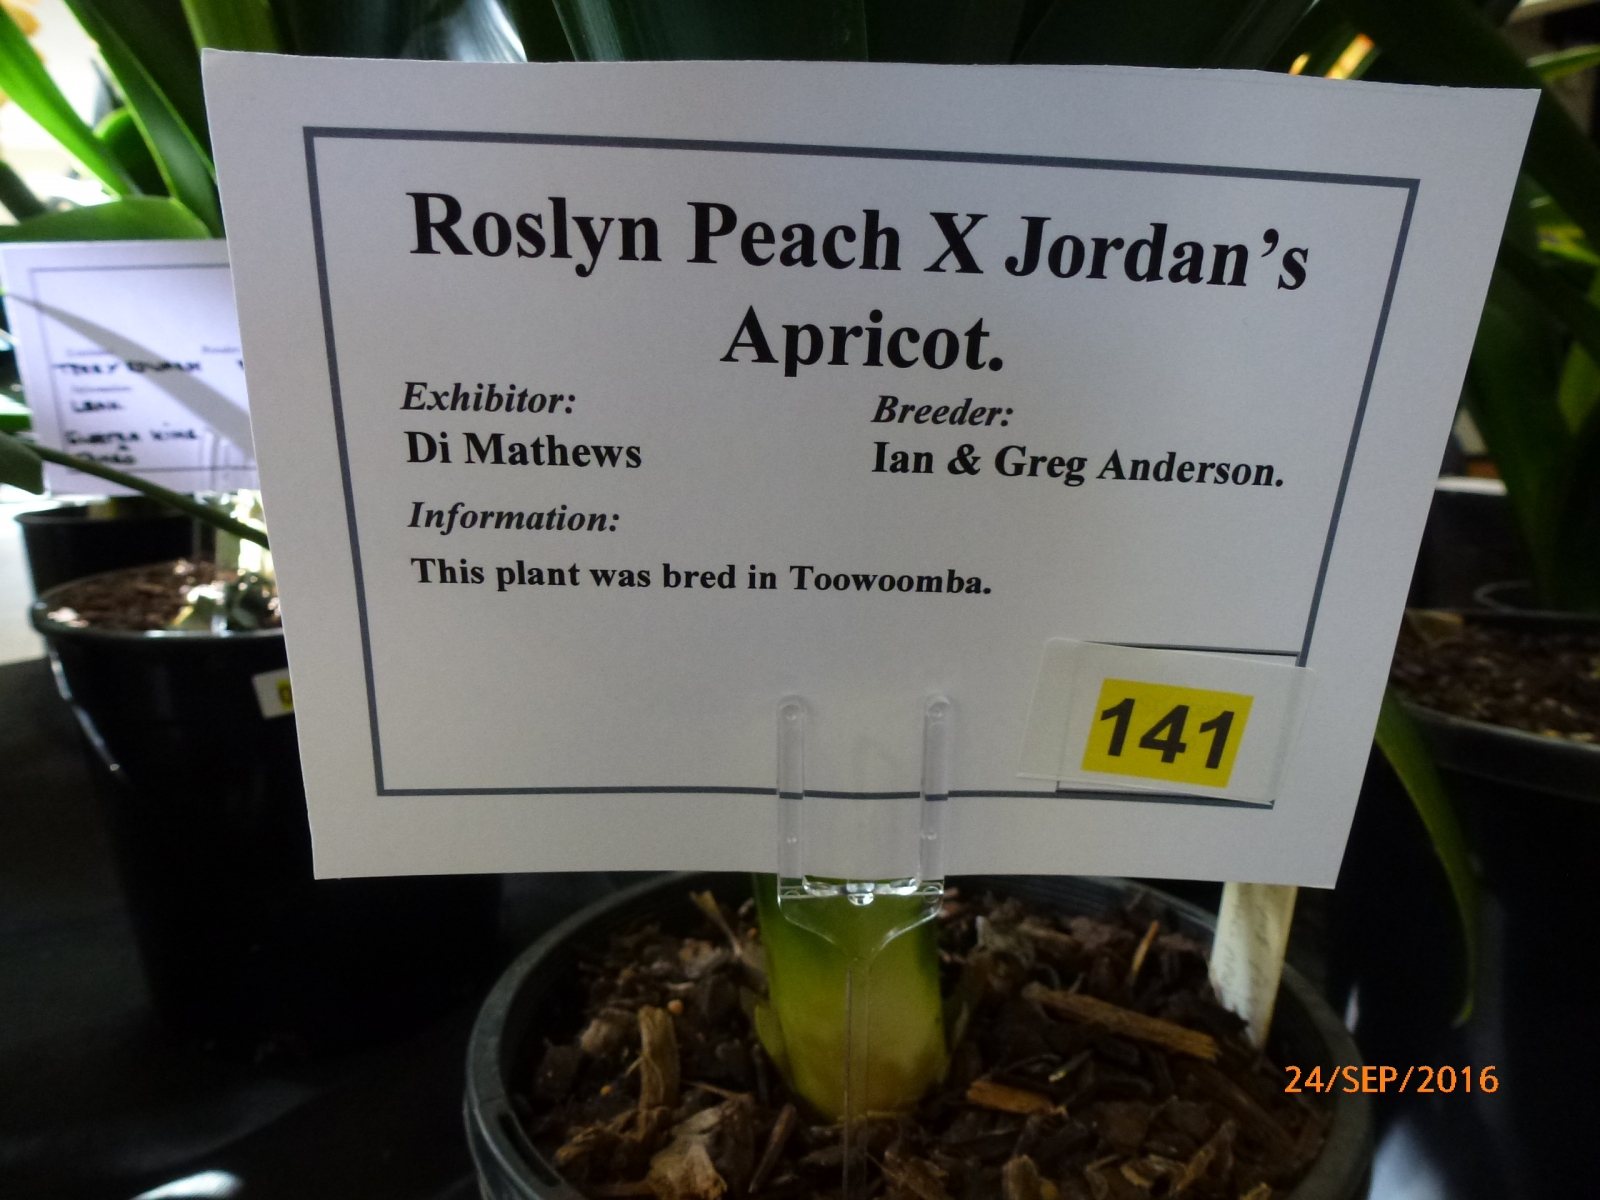 Roslyn Peach X Jordan's
Apricot.
Exhibitor:
Di Mathews
Breeder:
Ian & Greg Anderson.
Information:
This plant was bred in Toowoomba.
141
24/SEP/2016